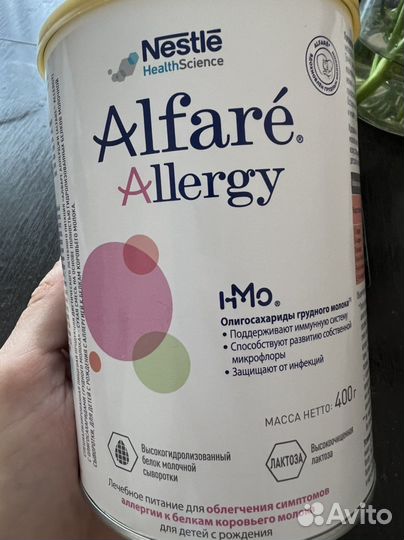 Nestlé
HealthScience
Alfaré®
Allergy
HMO®
Олигосахариды грудного молока
• Поддерживают иммунную систему
• Способствуют развитию собственной
микрофлоры
• Защищают от инфекций
МАССА НЕТТО: 400 г
Высокогидролизованный
белок молочной
сыворотки
ЛАКТОЗА
Высокоочищенная
лактоза
Лечебное питание для облегчения симптомов
аллергии к белкам коровьего молока
для детей с рождения
Avito